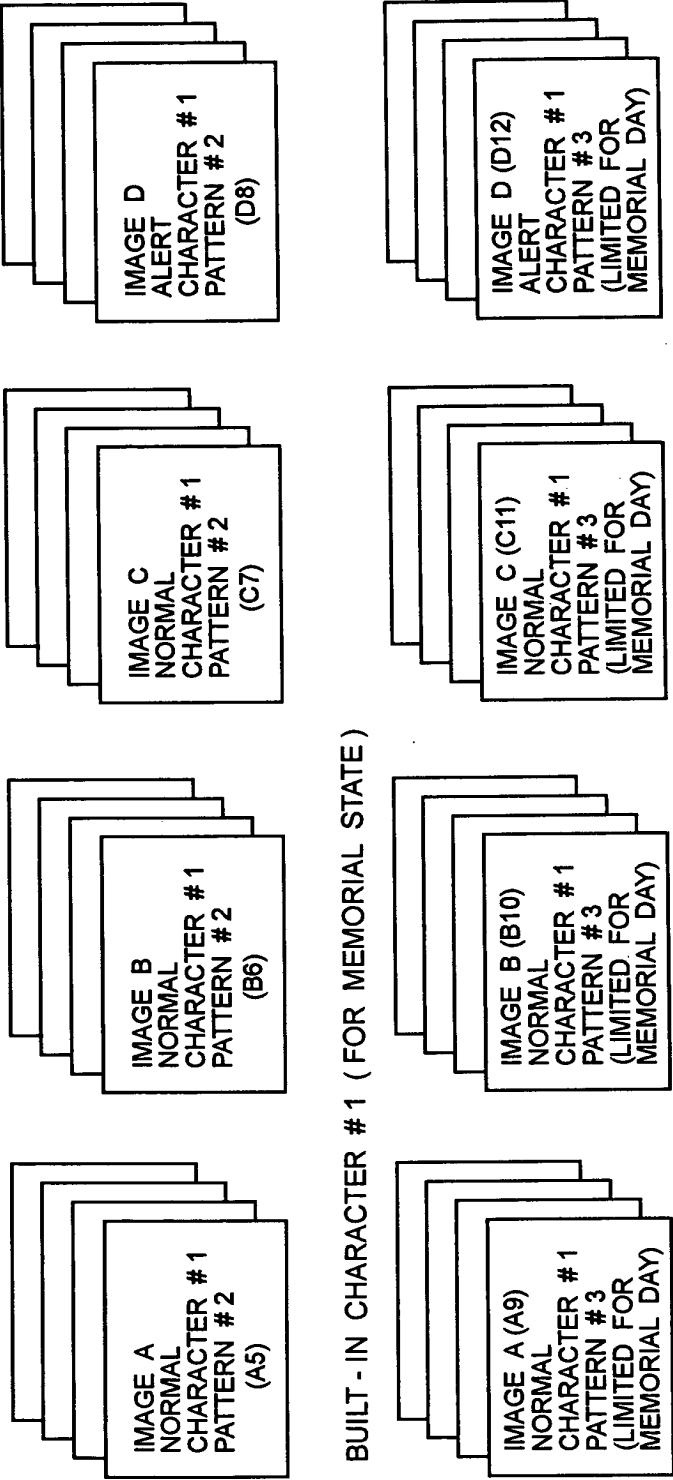 IMAGE A
NORMAL
CHARACTER # 1
PATTERN # 2
(A5)
IMAGE B
NORMAL
CHARACTER # 1
PATTERN # 2
(B6)
IMAGE C
NORMAL
CHARACTER # 1
PATTERN # 2
(C7)
IMAGE D
ALERT
CHARACTER # 1
PATTERN # 2
(D8)
BUILT - IN CHARACTER # 1 ( FOR MEMORIAL STATE )
IMAGE A (A9)
NORMAL
CHARACTER # 1
PATTERN # 3
(LIMITED FOR
MEMORIAL DAY)
IMAGE B (B10)
NORMAL
CHARACTER # 1
PATTERN # 3
(LIMITED FOR
MEMORIAL DAY)
IMAGE C (C11)
NORMAL
CHARACTER # 1
PATTERN # 3
(LIMITED FOR
MEMORIAL DAY)
IMAGE D (D12)
ALERT
CHARACTER # 1
PATTERN # 3
(LIMITED FOR
MEMORIAL DAY)